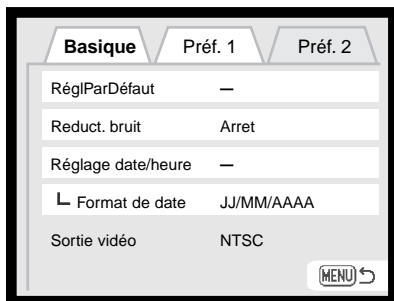 Basique Préf. 1 Préf. 2
RéglParDéfaut —
Reduct. bruit Arret
Réglage date/heure —
Format de date JJ/MM/AAAA
Sortie vidéo NTSC
MENU